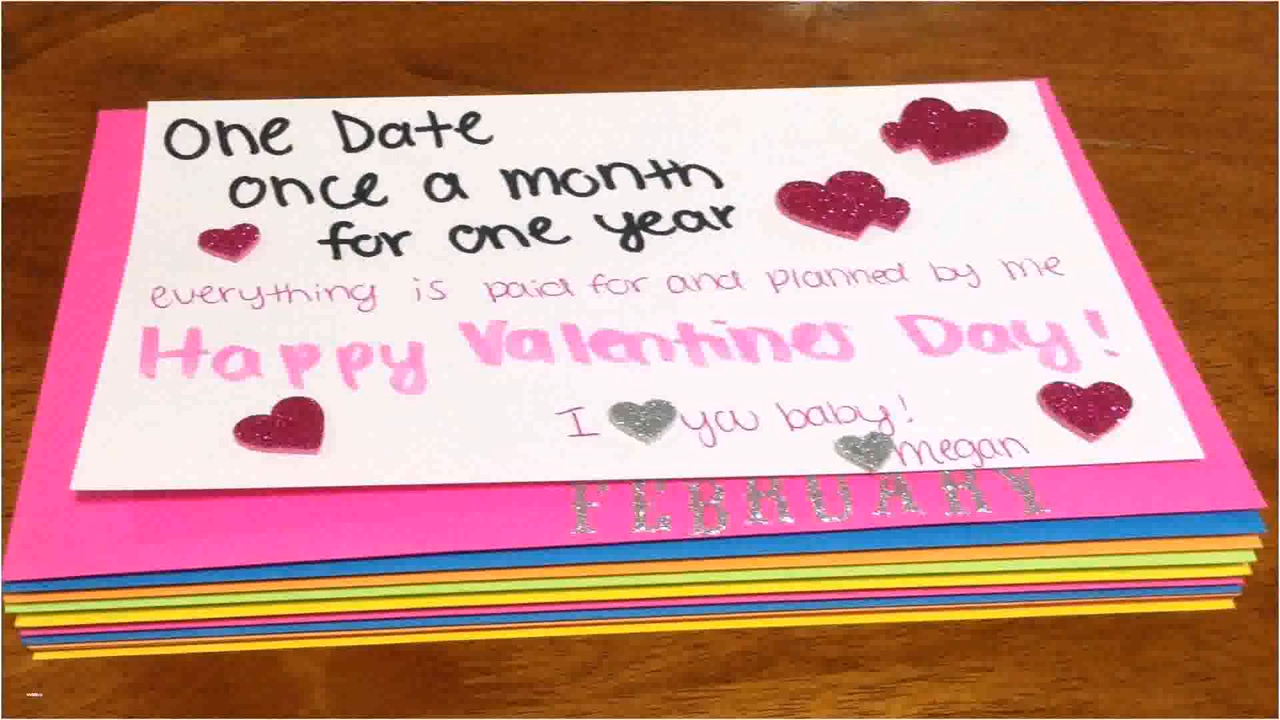 One Date
once a month
for one year
everything is paid for and planned by me
Happy Valentines Day!
I you baby!
megan
FEBRUARY